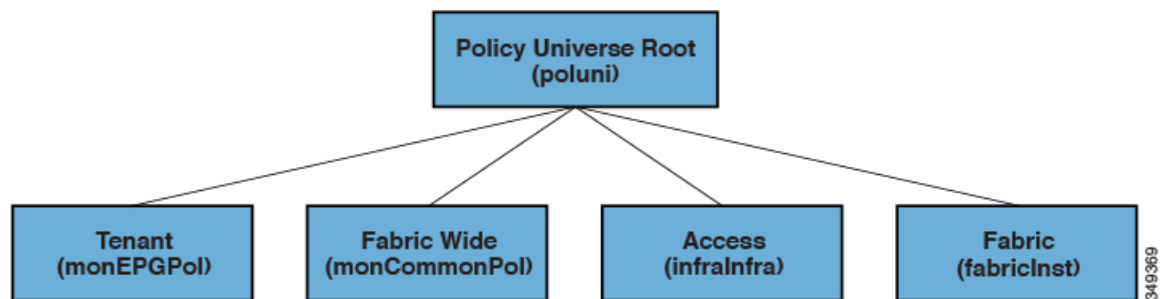 Policy Universe Root
(poluni)
Tenant
(monEPGPol)
Fabric Wide
(monCommonPol)
Access
(infraInfra)
Fabric
(fabricInst)
349369